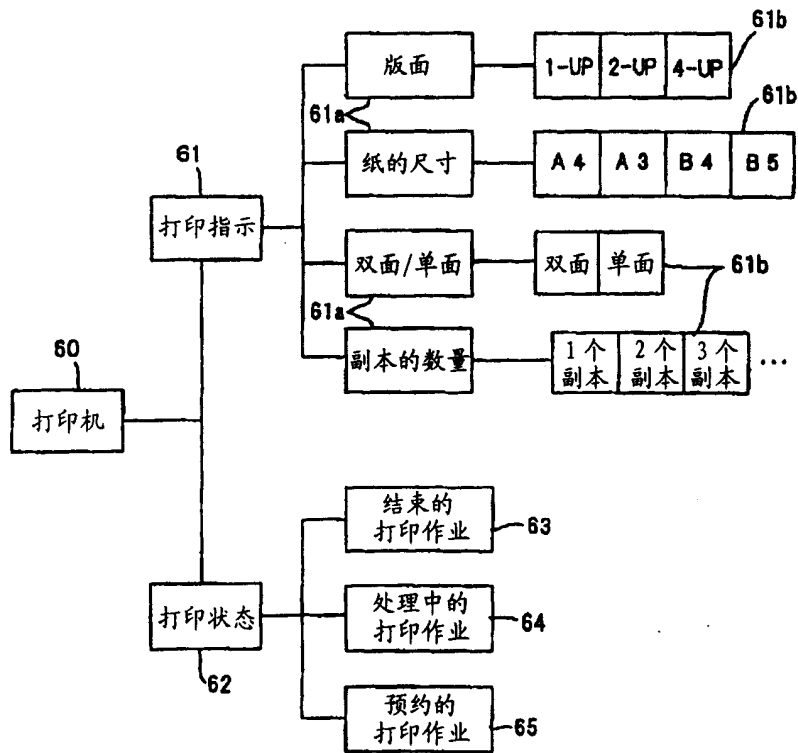 版面
1-UP 2-UP 4-UP
61b
61a
61b
纸的尺寸
A4 A3 B4 B5
61
打印指示
双面/单面
双面 单面
61b
61a
副本的数量
1个副本 2个副本 3个副本 ...
60
打印机
结束的
打印作业
63
打印状态
62
处理中的
打印作业
64
预约的
打印作业
65